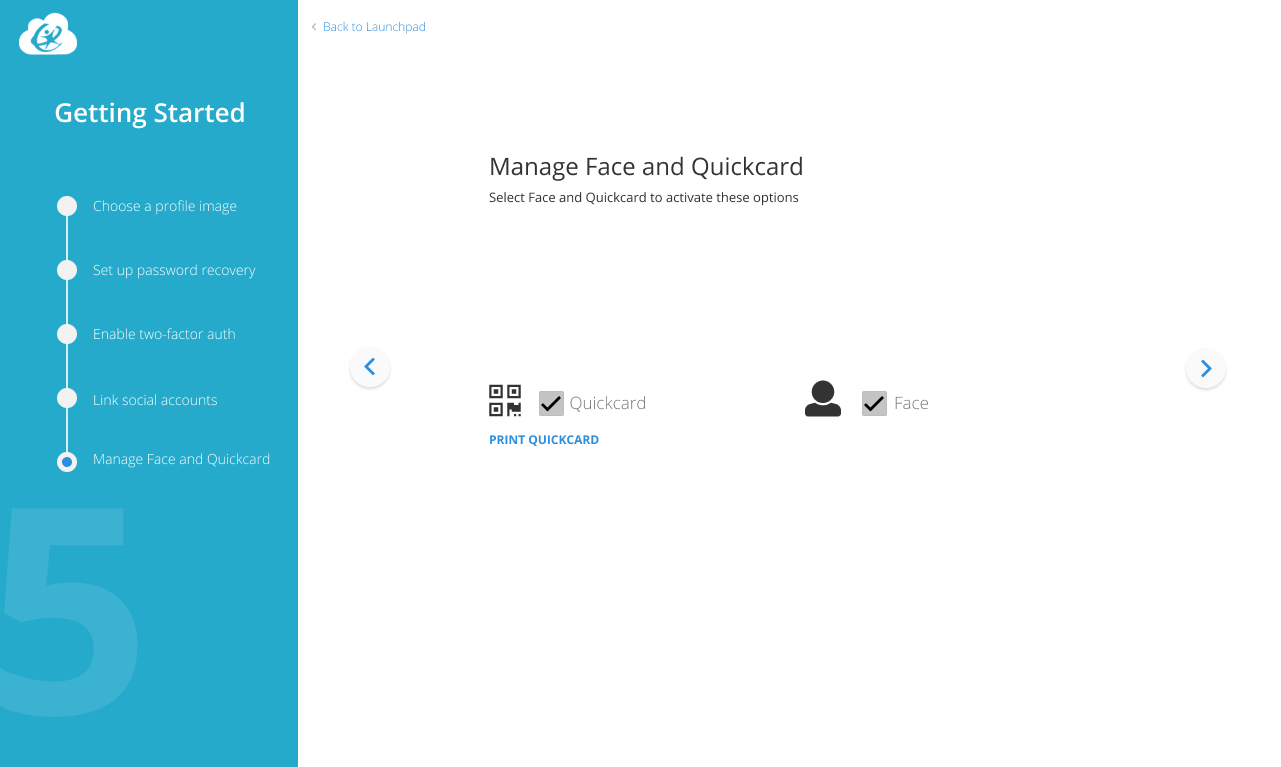 Back to Launchpad
Getting Started
Choose a profile image
Set up password recovery
Enable two-factor auth
Link social accounts
Manage Face and Quickcard
5
Manage Face and Quickcard
Select Face and Quickcard to activate these options
Quickcard
Face
PRINT QUICKCARD